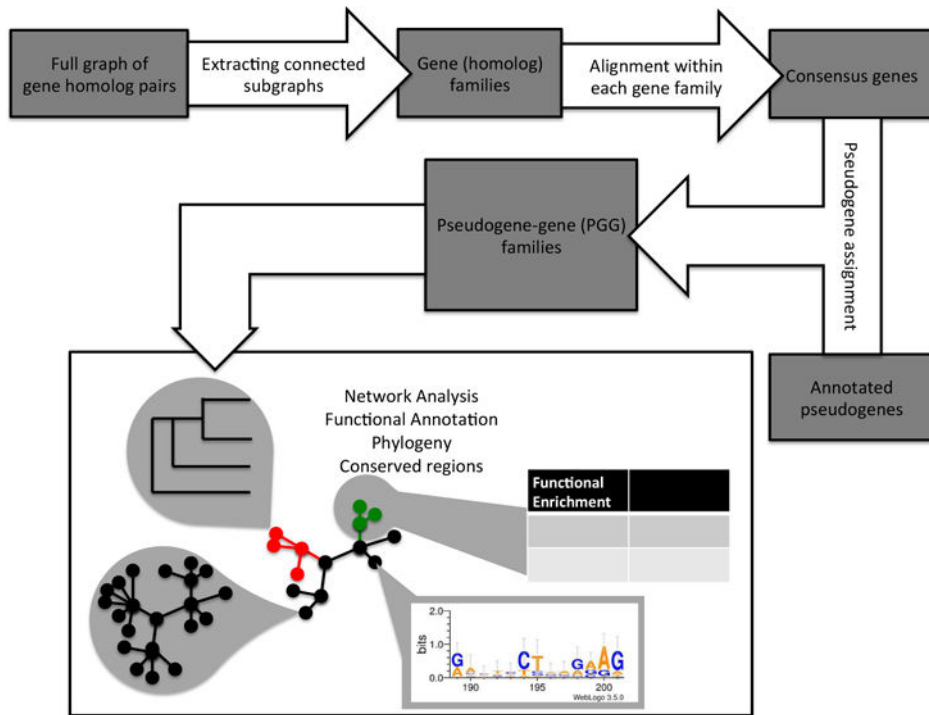 Full graph of
gene homolog pairs
Extracting connected
subgraphs
Gene (homolog)
families
Alignment within
each gene family
Consensus genes
Pseudogene assignment
Pseudogene-gene (PGG)
families
Annotated
pseudogenes
Network Analysis
Functional Annotation
Phylogeny
Conserved regions
Functional
Enrichment
2.0
bits
1.0
0.0
G
A
C
T
G
A
A
G
190
195
200
WebLogo 3.5.0